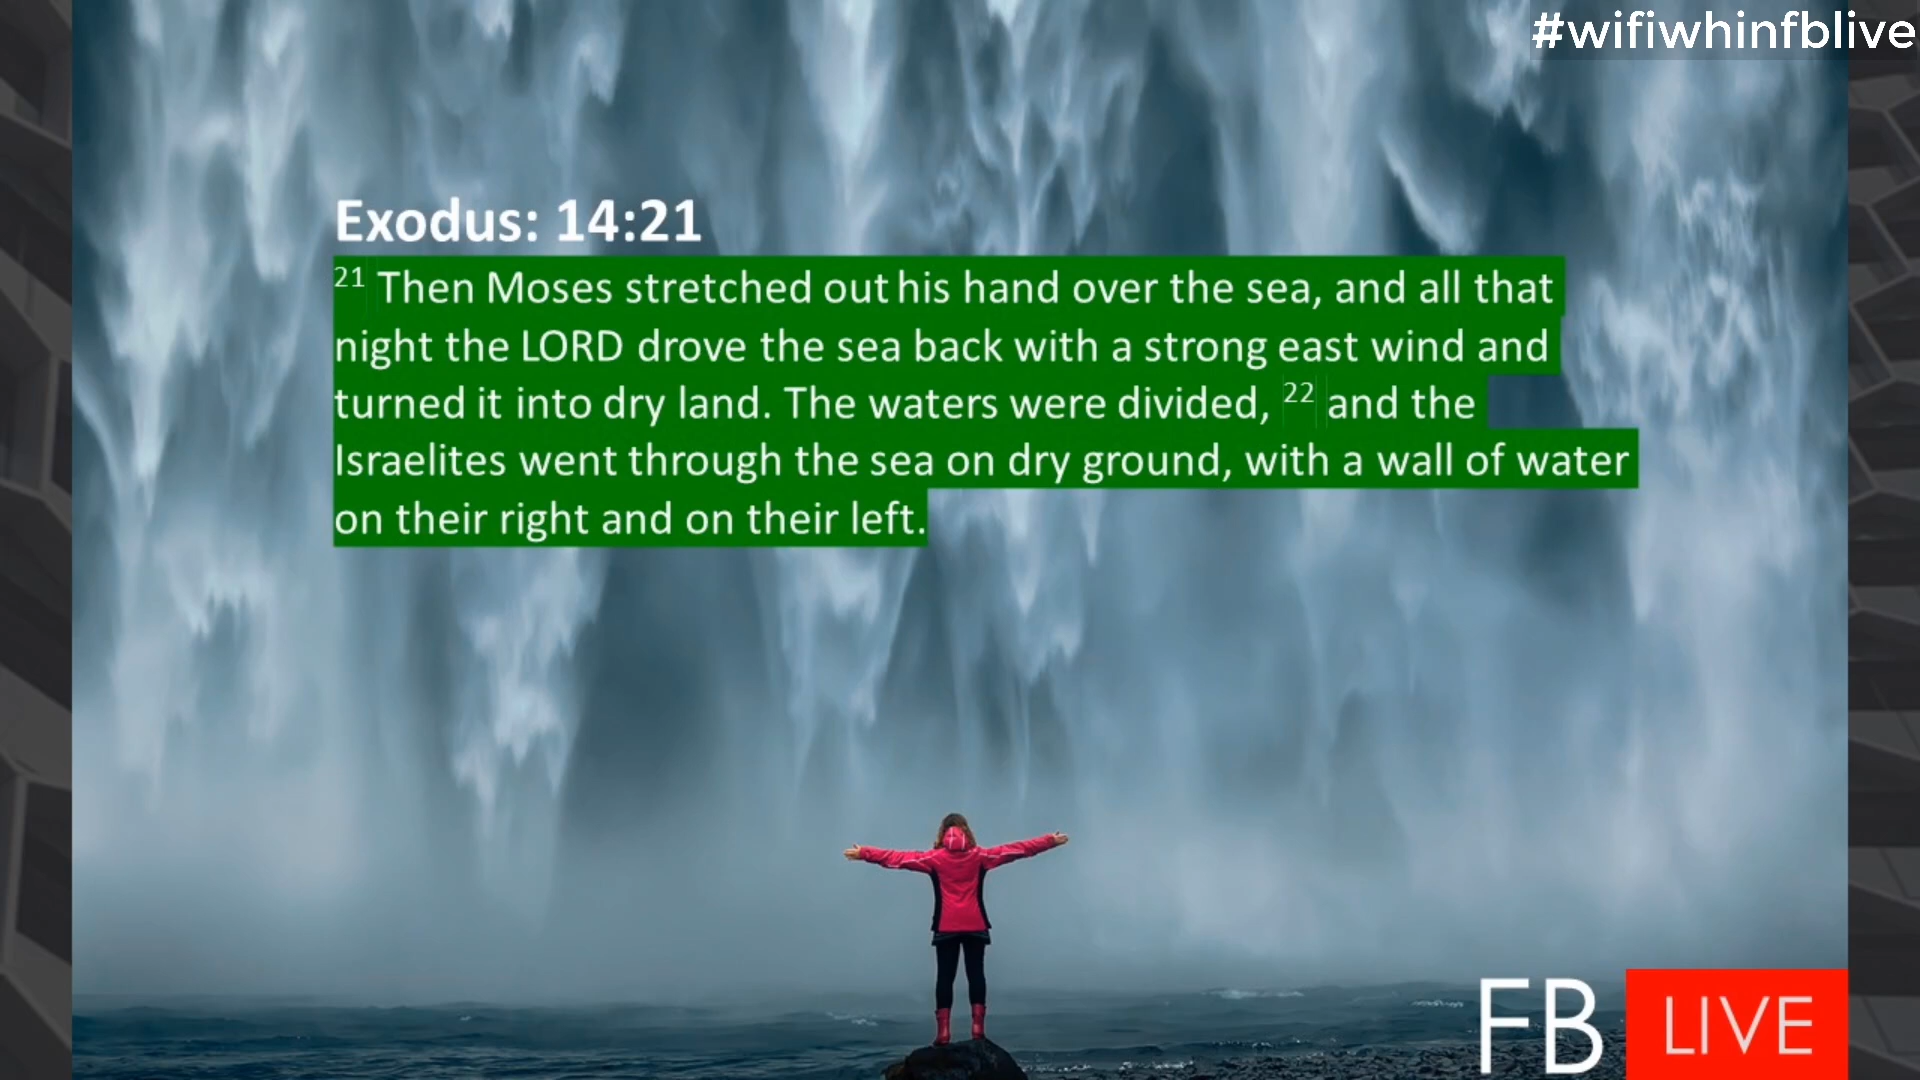 #wifiwhinfblive
Exodus: 14:21
21 Then Moses stretched out his hand over the sea, and all that
night the LORD drove the sea back with a strong east wind and
turned it into dry land. The waters were divided, 22 and the
Israelites went through the sea on dry ground, with a wall of water
on their right and on their left.
FB LIVE